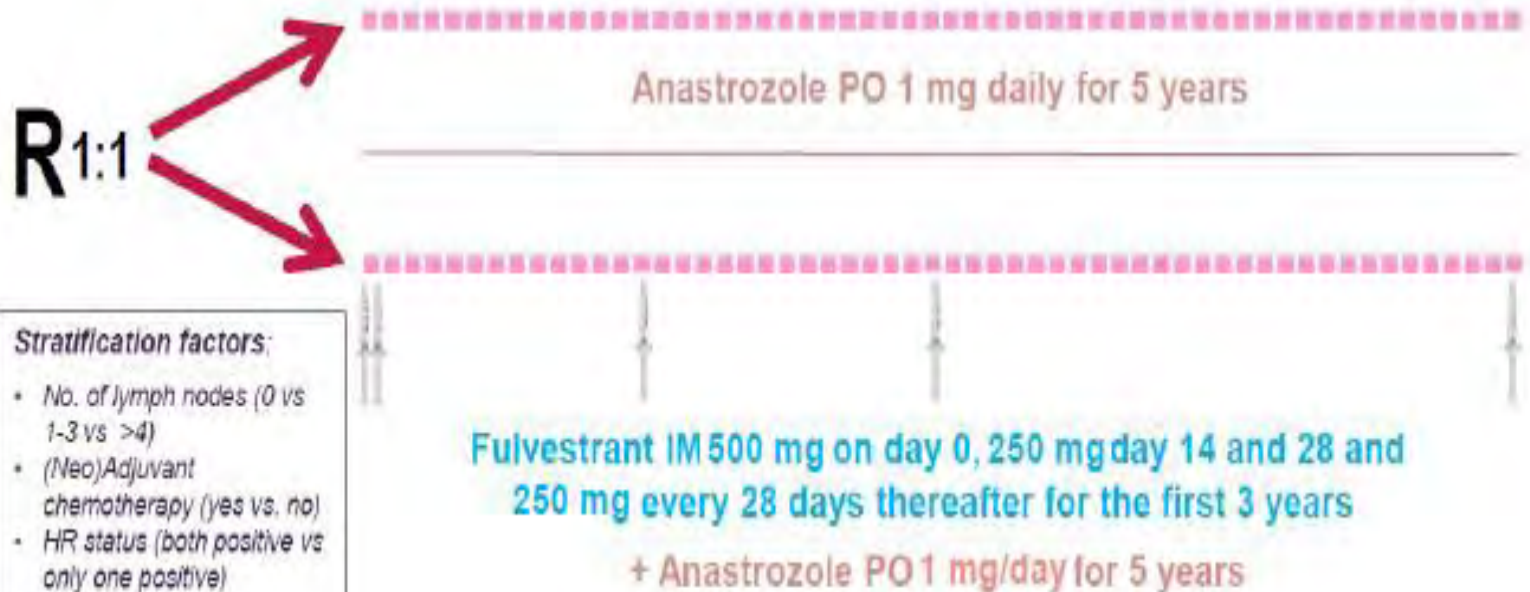 Anastrozole PO 1 mg daily for 5 years
R 1:1
Stratification factors:
• No. of lymph nodes (0 vs
1-3 vs >4)
• (Neo)Adjuvant
chemotherapy (yes vs. no)
• HR status (both positive vs
only one positive)
Fulvestrant IM 500 mg on day 0, 250 mg day 14 and 28 and
250 mg every 28 days thereafter for the first 3 years
+ Anastrozole PO 1 mg/day for 5 years